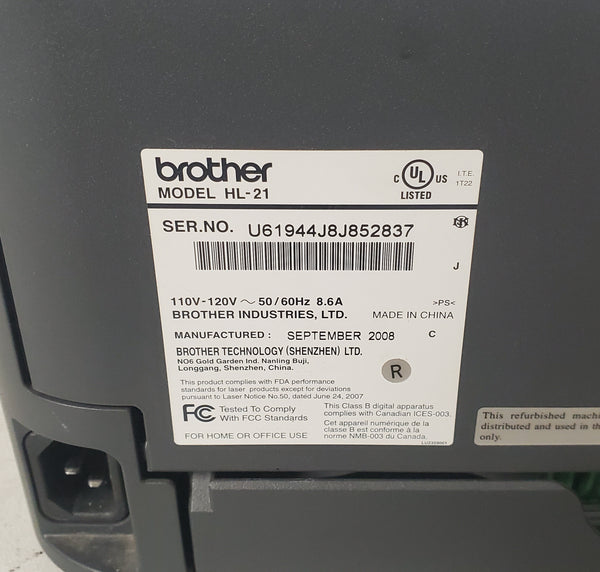 brother
MODEL HL-21
C UL US
LISTED
I.T.E.
1T22
SER.NO. U61944J8J852837
J
110V-120V ~ 50/60Hz 8.6A
>PS<
BROTHER INDUSTRIES, LTD. MADE IN CHINA
MANUFACTURED: SEPTEMBER 2008 C
BROTHER TECHNOLOGY (SHENZHEN) LTD.
NO6 Gold Garden Ind. Nanling Buji,
Longgang, Shenzhen, China.
R
This product complies with FDA performance
standards for laser products except for deviations
pursuant to Laser Notice No.50, dated June 24, 2007
FC Tested To Comply
With FCC Standards
FOR HOME OR OFFICE USE
This Class B digital apparatus
complies with Canadian ICES-003.
Cet appareil numérique de la
classe B est conforme à la
norme NMB-003 du Canada.
This refurbished machi
distributed and used in th
only.